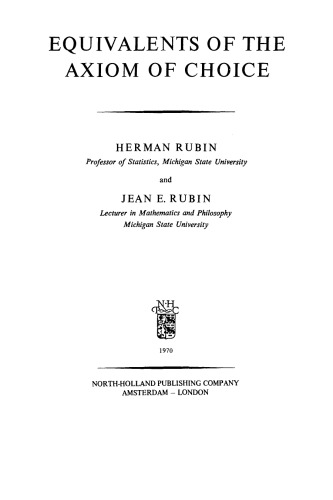 EQUIVALENTS OF THE
AXIOM OF CHOICE
HERMAN RUBIN
Professor of Statistics, Michigan State University
and
JEAN E. RUBIN
Lecturer in Mathematics and Philosophy
Michigan State University
N·H
1970
NORTH-HOLLAND PUBLISHING COMPANY
AMSTERDAM – LONDON